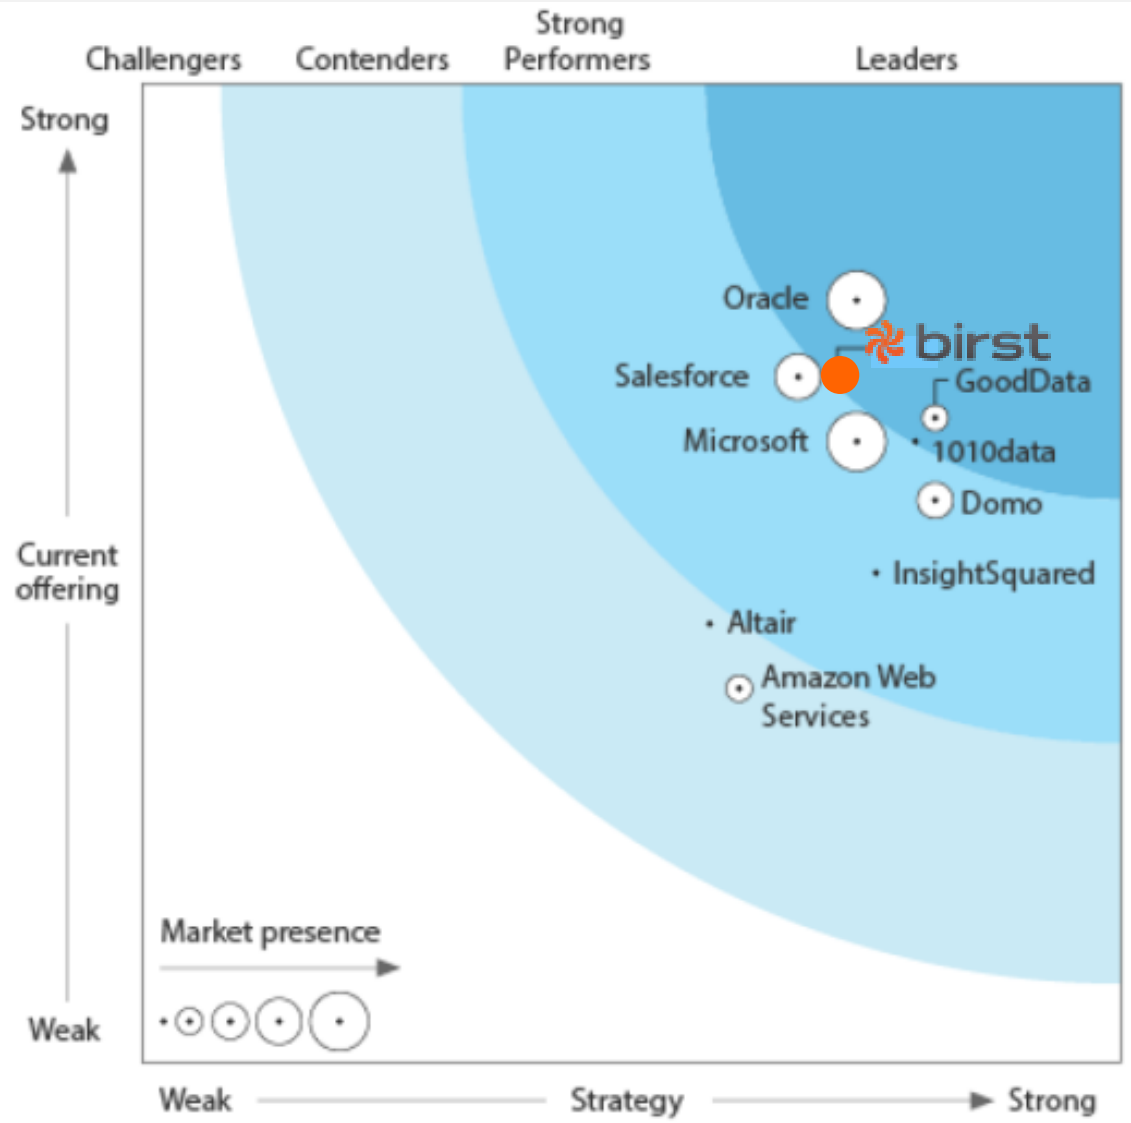 Strong
Challengers Contenders Performers Leaders
Strong
Oracle
birst
Salesforce
GoodData
Microsoft
1010data
Domo
Current
offering
InsightSquared
Altair
Amazon Web
Services
Market presence
Weak
Weak Strategy Strong